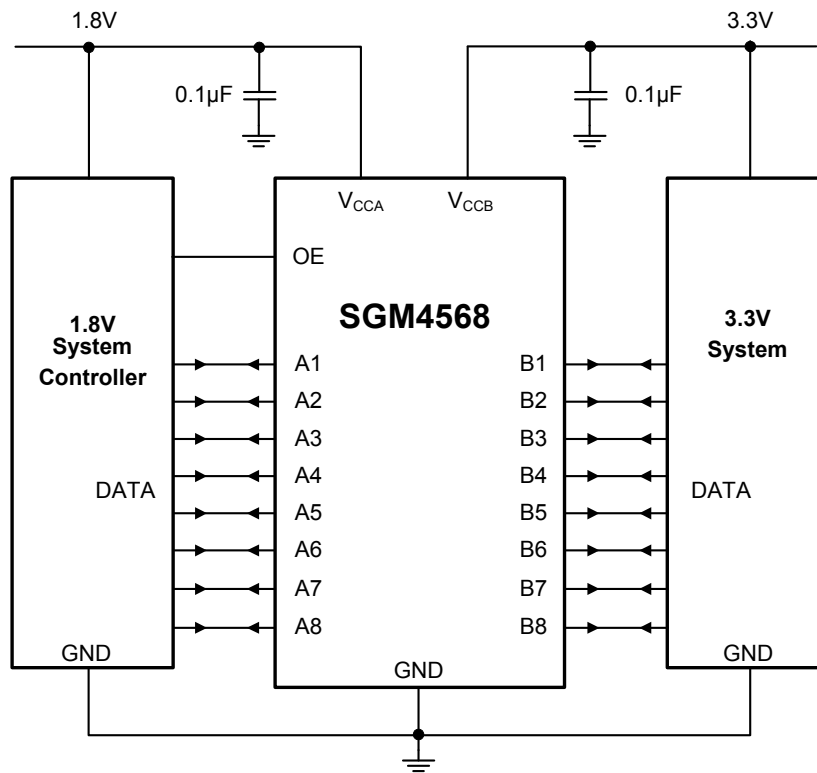 1.8V
3.3V
0.1µF
0.1µF
VCCA
VCCB
OE
SGM4568
1.8V
System
Controller
3.3V
System
A1
B1
A2
B2
A3
B3
A4
B4
DATA
DATA
A5
B5
A6
B6
A7
B7
A8
B8
GND
GND
GND